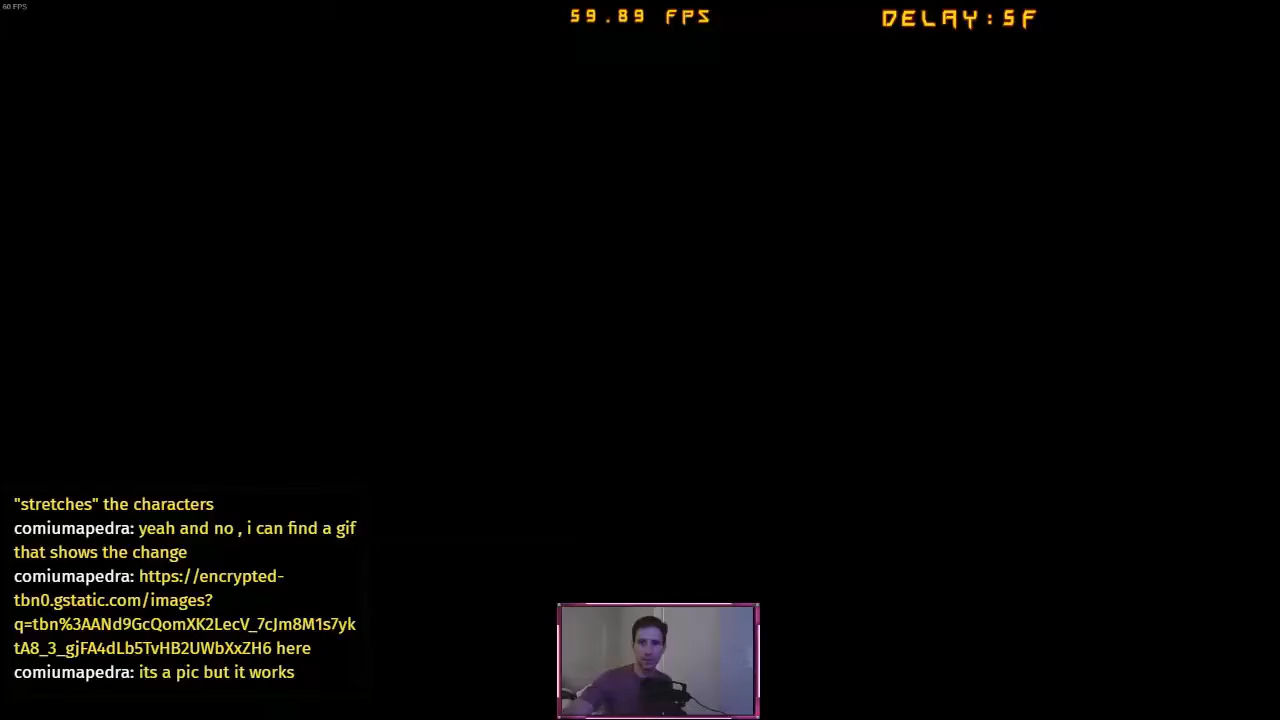 60 FPS
59.89 FPS
DELAY:5F
"stretches" the characters
comiumapedra: yeah and no , i can find a gif
that shows the change
comiumapedra: https://encrypted-
tbn0.gstatic.com/images?
q=tbn%3AANd9GcQomXK2LecV_7cJm8M1s7yk
tA8_3_gjFA4dLb5TvHB2UWbXxZH6 here
comiumapedra: its a pic but it works